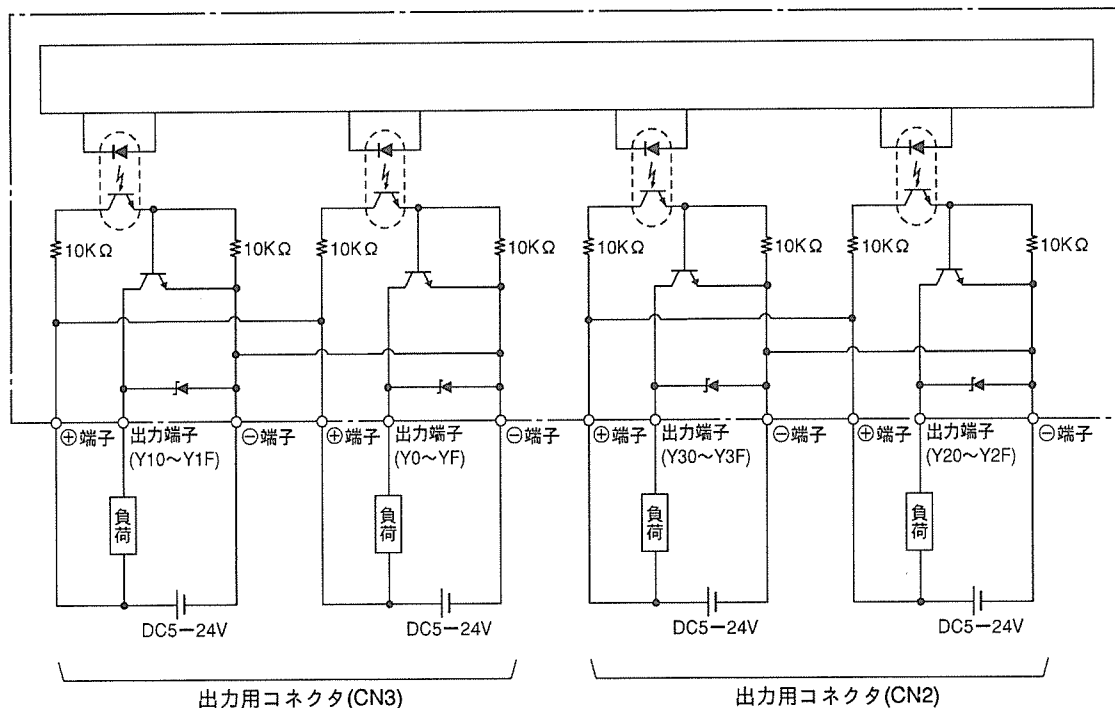 10KΩ 10KΩ 10KΩ 10KΩ 10KΩ 10KΩ 10KΩ 10KΩ
⊕端子 出力端子 ⊖端子 ⊕端子 出力端子 ⊖端子 ⊕端子 出力端子 ⊖端子 ⊕端子 出力端子 ⊖端子
(Y10～Y1F) (Y0～YF) (Y30～Y3F) (Y20～Y2F)
負荷 負荷 負荷 負荷
DC5－24V DC5－24V DC5－24V DC5－24V
出力用コネクタ(CN3) 出力用コネクタ(CN2)